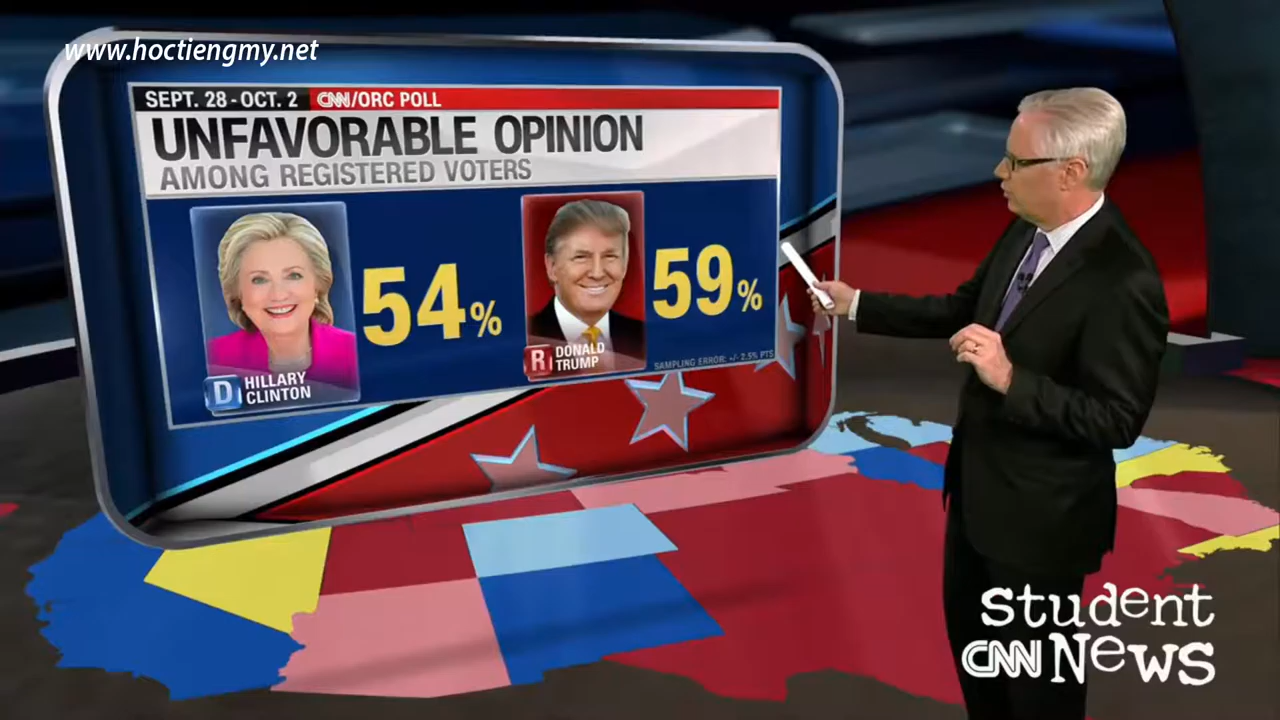 www.hoctiengmy.net
SEPT. 28 - OCT. 2 CNN/ORC POLL
UNFAVORABLE OPINION
AMONG REGISTERED VOTERS
54%
59%
D HILLARY
CLINTON
R DONALD
TRUMP
SAMPLING ERROR: +/- 2.5% PTS
Student
CNN News